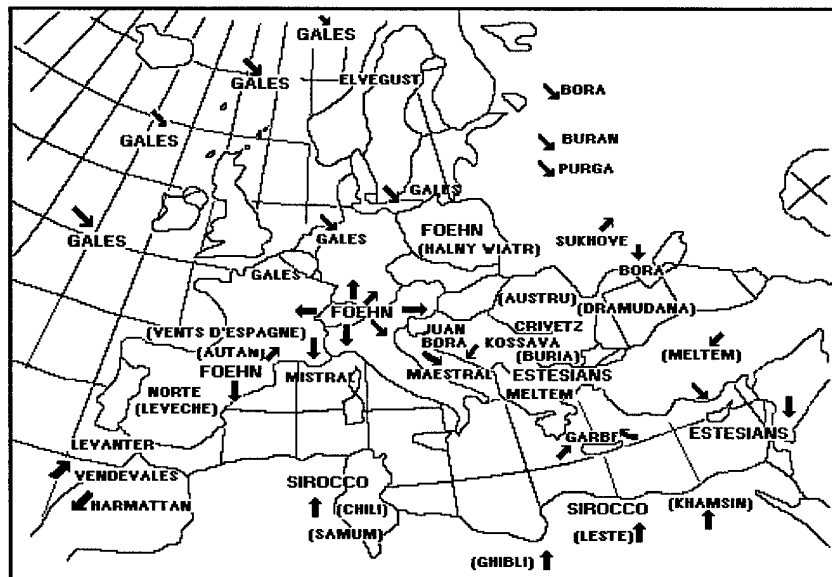 GALES
GALES
ELVEGUST
BORA
GALES
BURAN
PURGA
GALES
GALES
GALES
FOEHN
(HALNY WIATR)
SUKHOVE
GALES
BORA
FOEHN
(AUSTRU)
(DRAMUDANA)
(VENTS D'ESPAGNE)
(AUTAN)
FOEHN
JUAN
BORA
CRIVETZ
KOSSAVA
(BURIA)
(MELTEM)
MISTRAL
MAESTRAL
ESTESIANS
MELTEM
NORTE
(LEVECHE)
GARBI
ESTESIANS
LEVANTER
VENDEVALES
HARMATTAN
SIROCCO
(CHILI)
(SAMUM)
SIROCCO
(LESTE)
(KHAMSIN)
(GHIBLI)